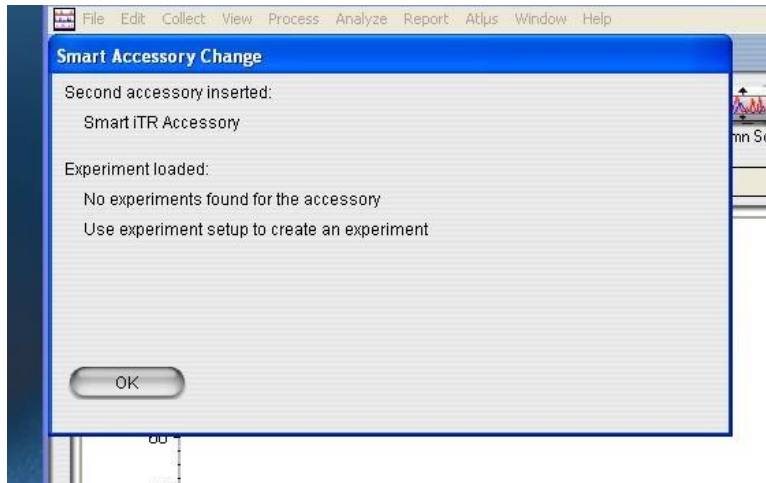 File Edit Collect View Process Analyze Report Atlµs Window Help
Smart Accessory Change
Second accessory inserted:
Smart iTR Accessory
Experiment loaded:
No experiments found for the accessory
Use experiment setup to create an experiment
OK